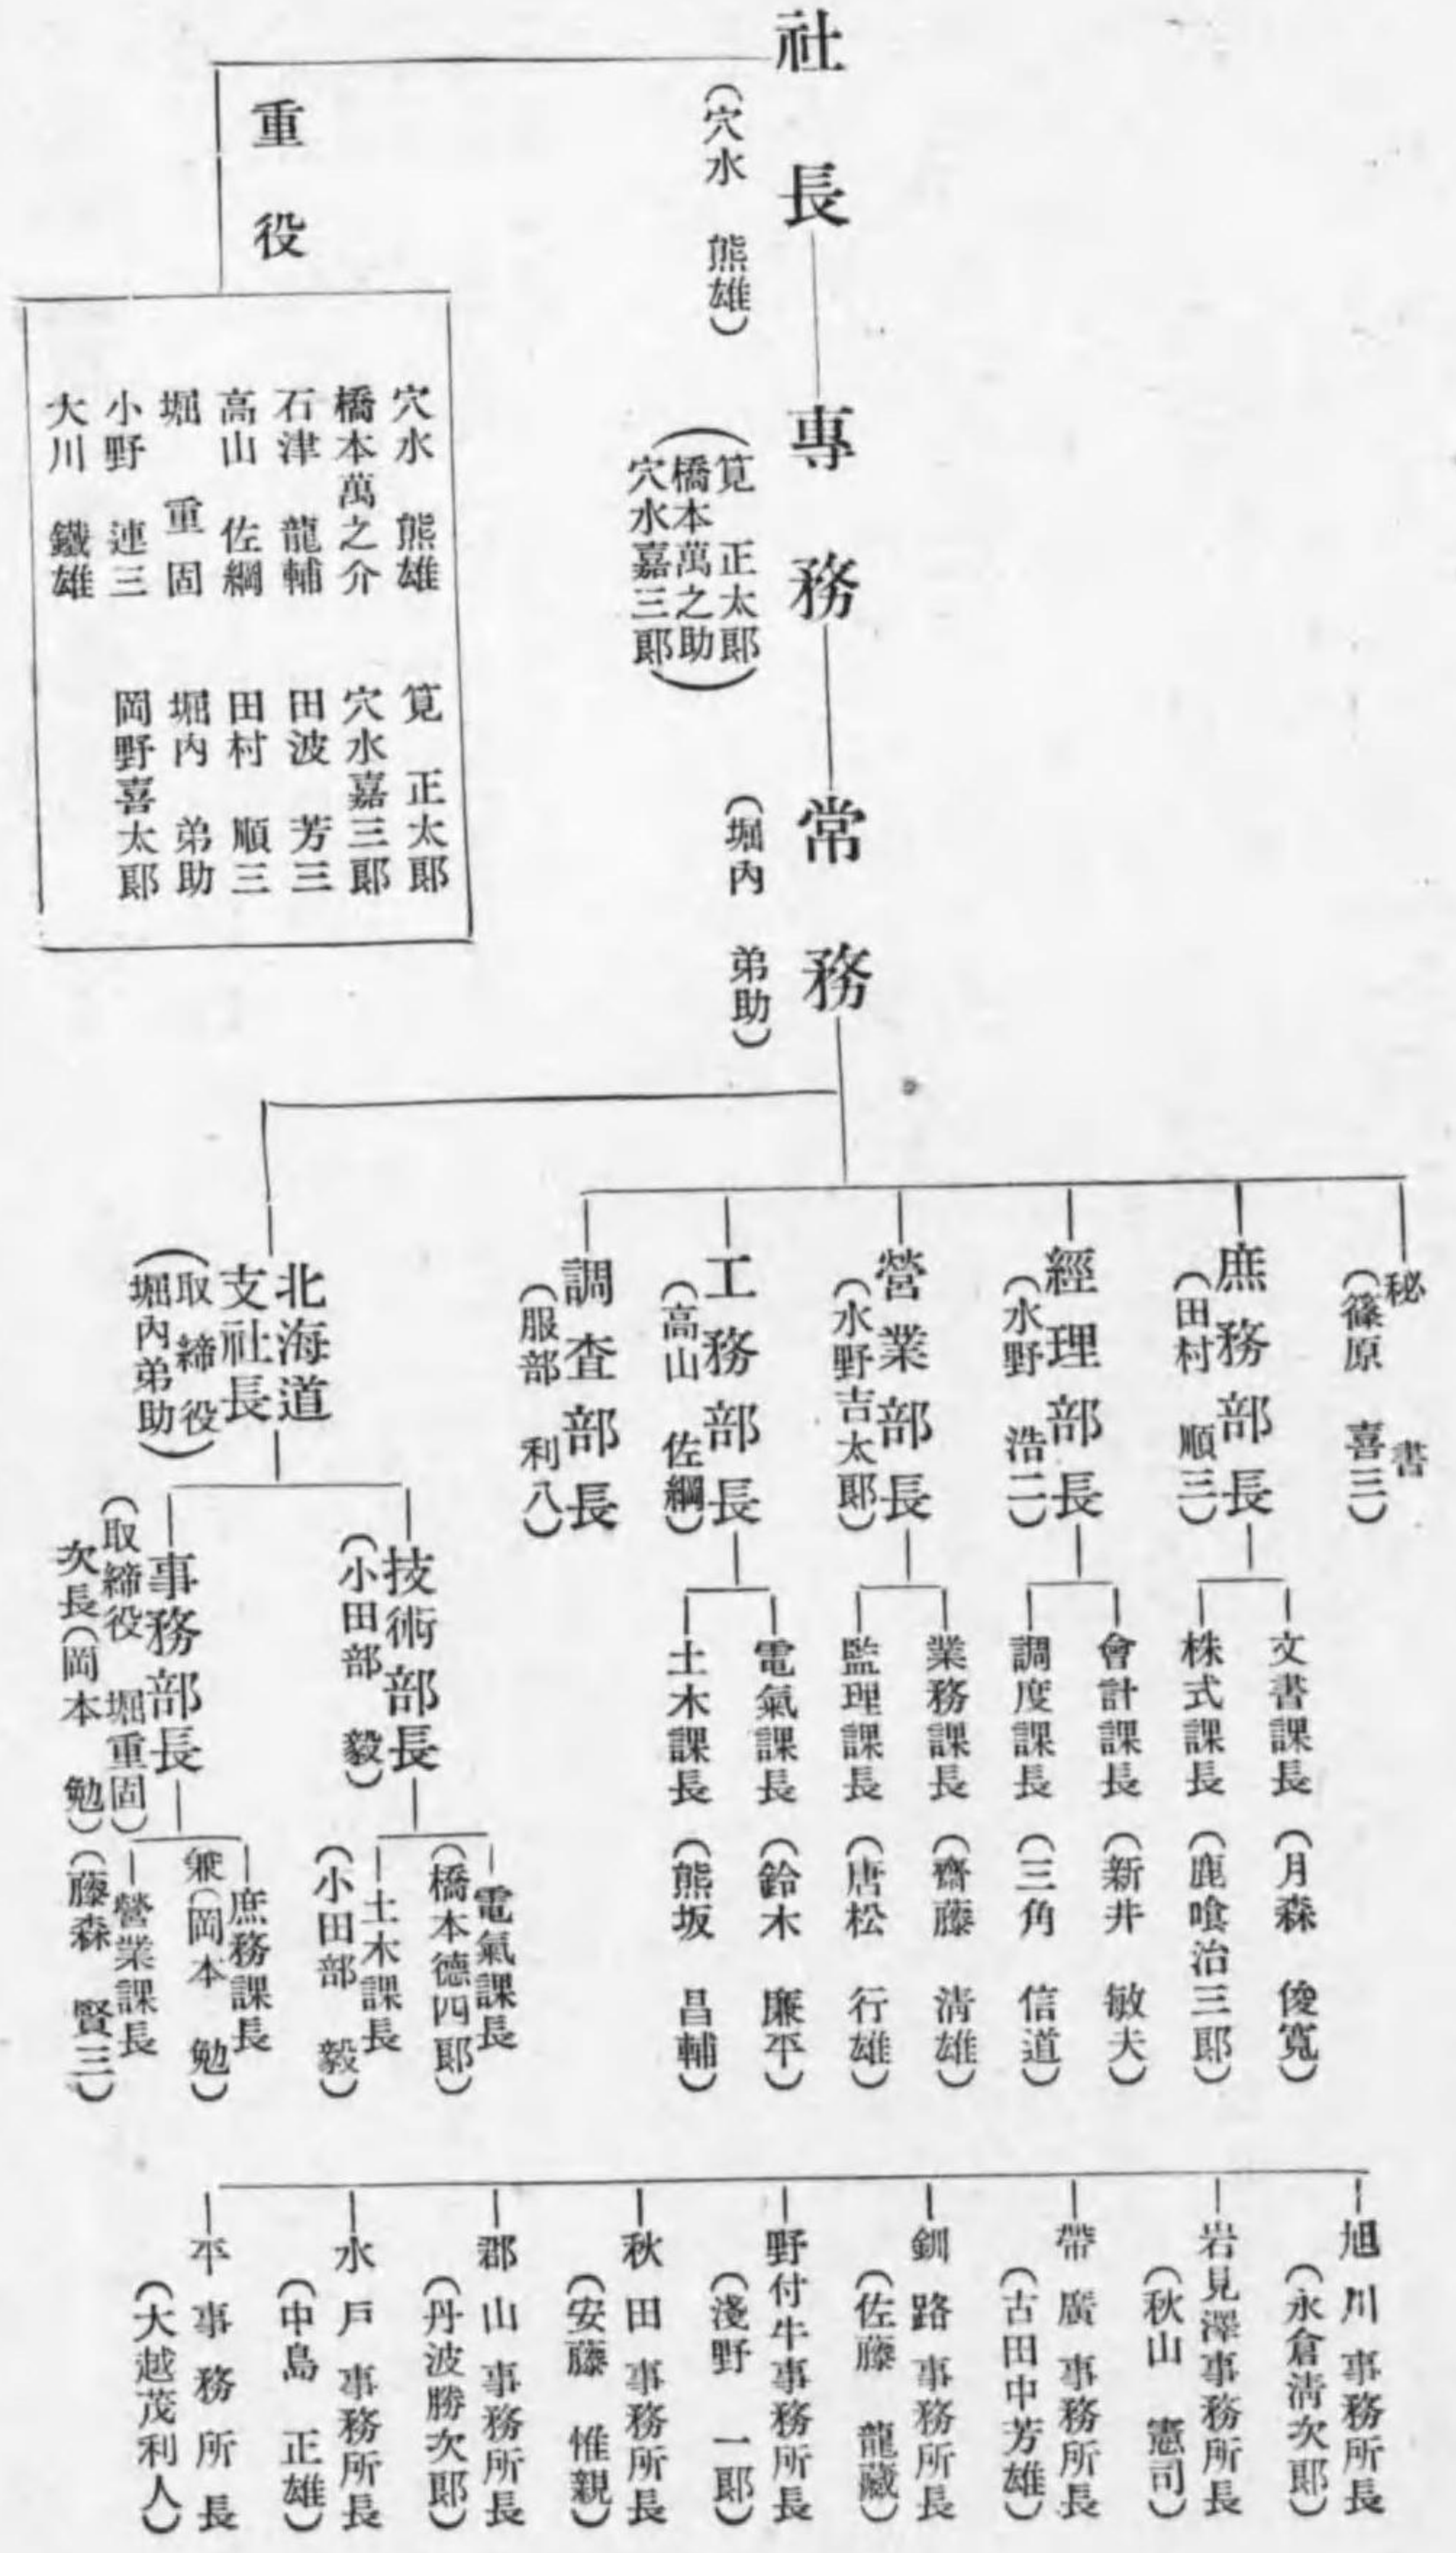 社長
（穴水　熊雄）
專務
（筧　正太郎
橋本萬之助
穴水嘉三郎）
常務
（堀内　弟助）
重役
穴水　熊雄　筧　正太郎
橋本萬之介　穴水嘉三郎
石津　龍輔　田波　芳三
高山　佐綱　田村　順三
堀　重固　堀内　弟助
小野　連三　岡野喜太郎
大川　鐵雄
秘書
（篠原　喜三）
庶務部長
（田村　順三）
文書課長（月森　俊寬）
株式課長（鹿喰治三郎）
經理部長
（水野　浩二）
會計課長（新井　敏夫）
調度課長（三角　信道）
營業部長
（水野吉太郎）
業務課長（齋藤　淸雄）
監理課長（唐松　行雄）
工務部長
（高山　佐綱）
電氣課長（鈴木　廉平）
土木課長（熊坂　昌輔）
調査部長
（服部　利八）
北海道
支社長
（取締役
堀内弟助）
技術部長
（小田部　毅）
電氣課長
（橋本德四郎）
土木課長
（小田部　毅）
事務部長
（取締役　堀重固）
次長（岡本　勉）
庶務課長
兼（岡本　勉）
營業課長
（藤森　賢三）
旭川事務所長
（永倉淸次郎）
岩見澤事務所長
（秋山　憲司）
帶廣事務所長
（古田中芳雄）
釧路事務所長
（佐藤　龍藏）
野付牛事務所長
（淺野　一郎）
秋田事務所長
（安藤　惟親）
郡山事務所長
（丹波勝次郎）
水戶事務所長
（中島　正雄）
平事務所長
（大越茂利人）